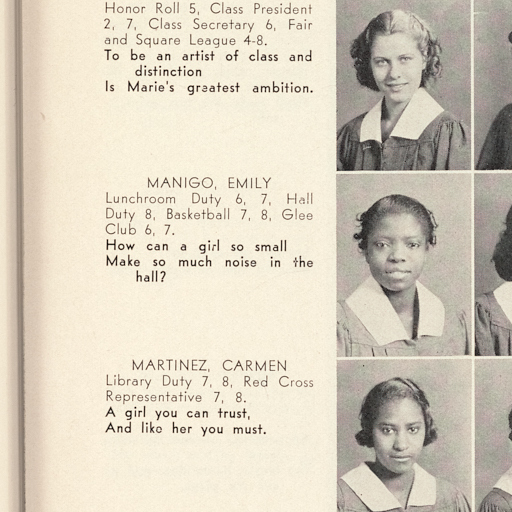 Honor Roll 5, Class President
2, 7, Class Secretary 6, Fair
and Square League 4-8.
To be an artist of class and
distinction
Is Marie's greatest ambition.
MANIGO, EMILY
Lunchroom Duty 6, 7, Hall
Duty 8, Basketball 7, 8, Glee
Club 6, 7.
How can a girl so small
Make so much noise in the
hall?
MARTINEZ, CARMEN
Library Duty 7, 8, Red Cross
Representative 7, 8.
A girl you can trust,
And like her you must.